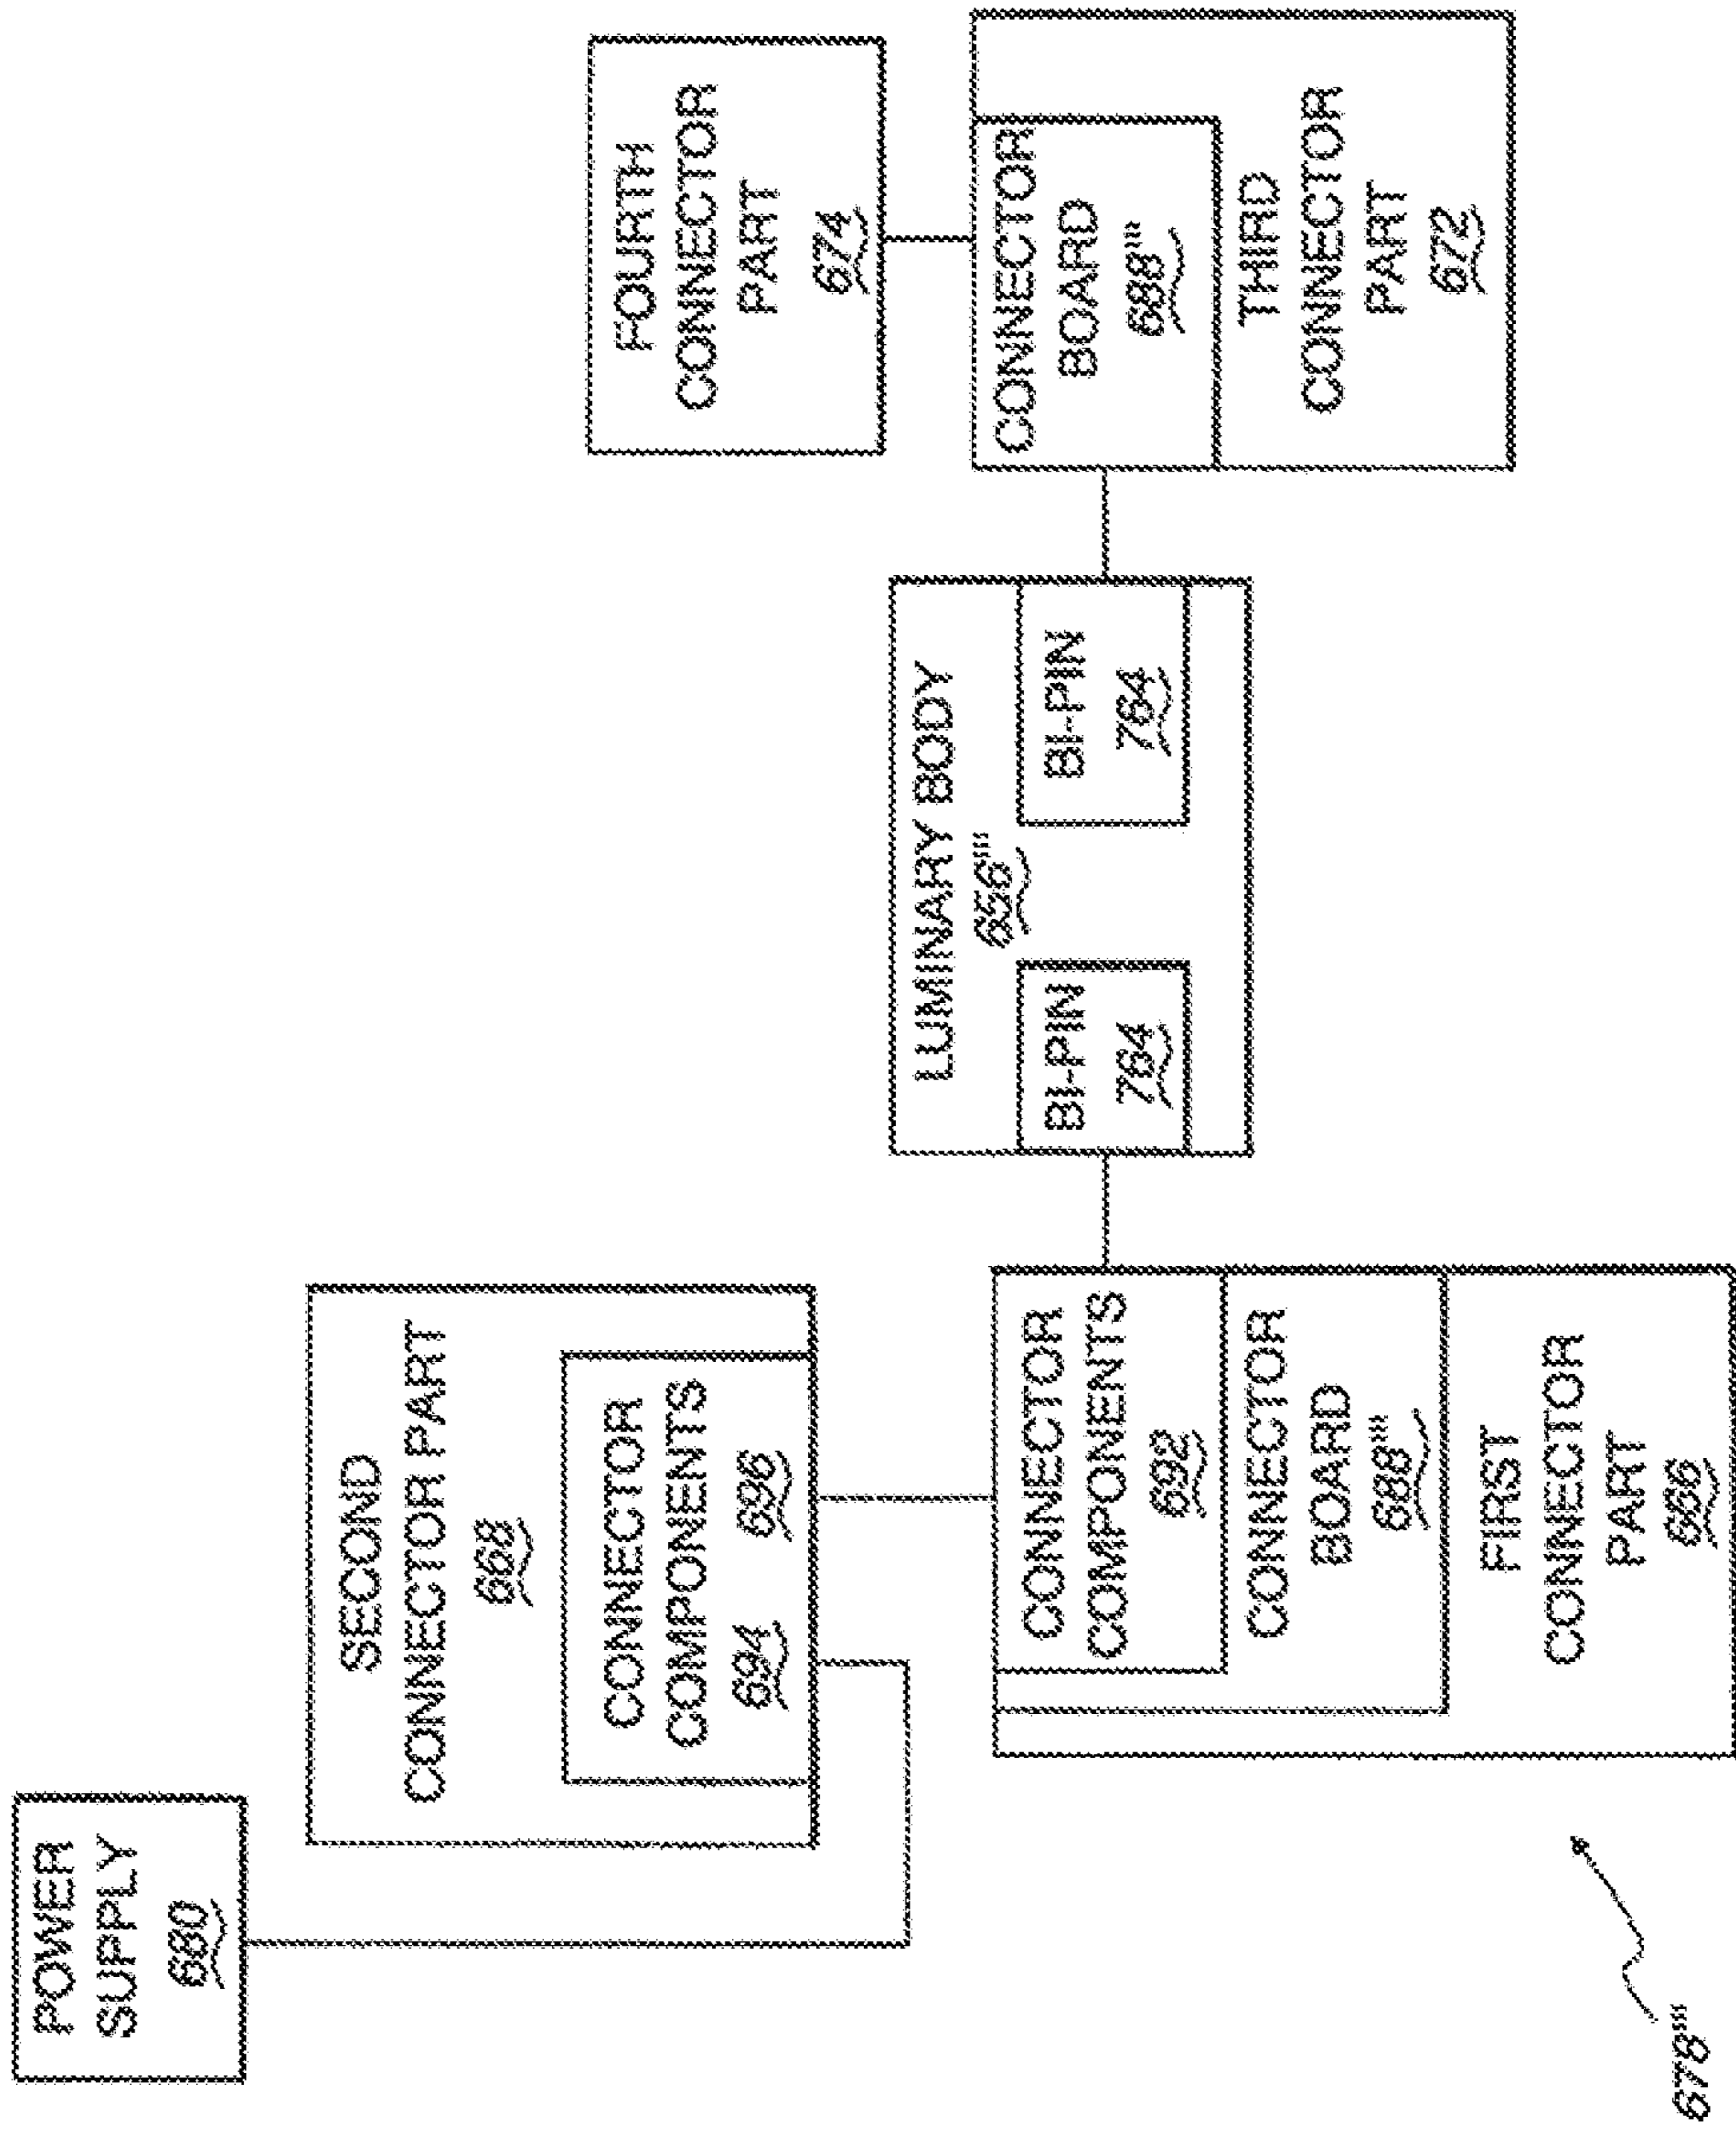 POWER
SUPPLY
680
SECOND
CONNECTOR PART
668
CONNECTOR
COMPONENTS
694 696
FOURTH
CONNECTOR
PART
674
LUMINARY BODY
656'''
BI-PIN
764
BI-PIN
764
CONNECTOR
COMPONENTS
692
CONNECTOR
BOARD
688'''
FIRST
CONNECTOR
PART
666
CONNECTOR
BOARD
688'''
THIRD
CONNECTOR
PART
672
678'''